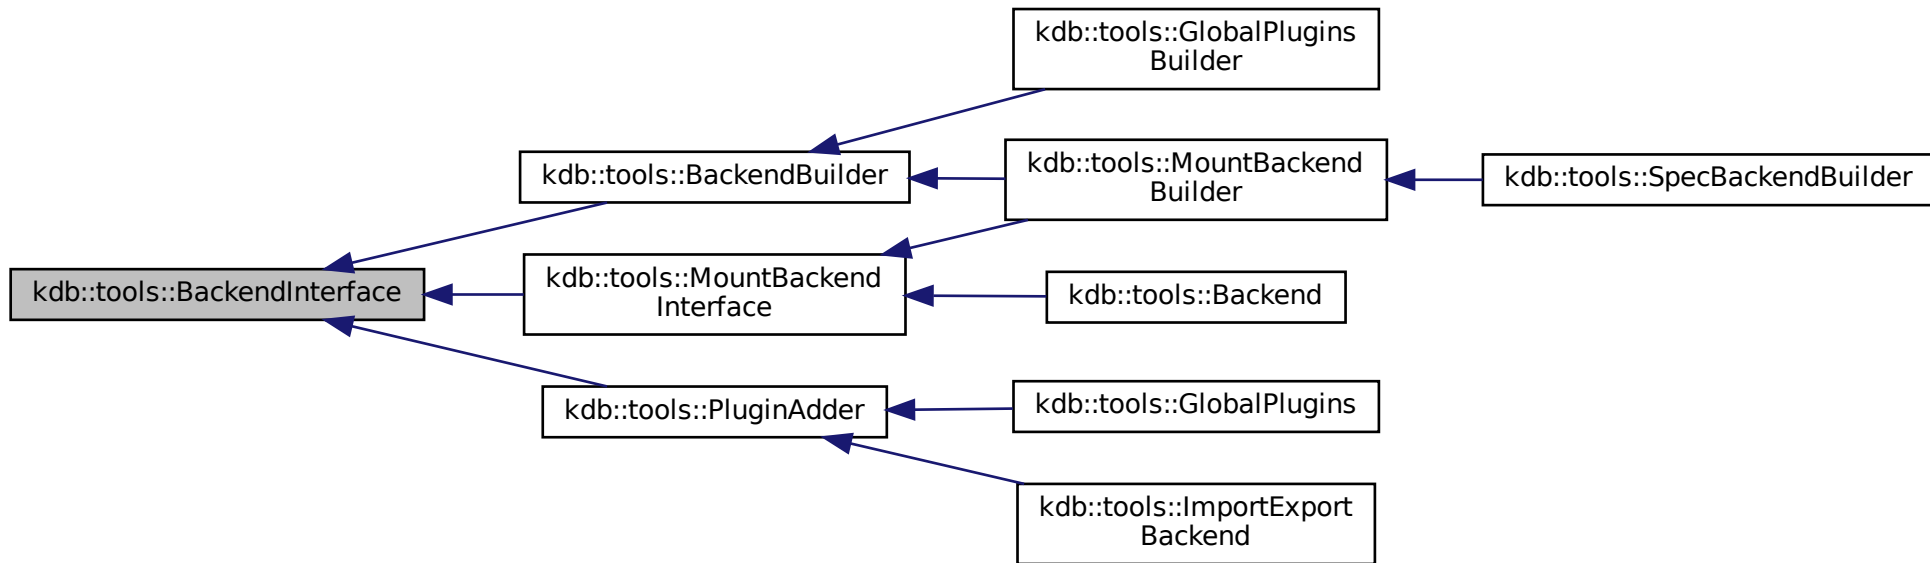 kdb::tools::BackendInterface
kdb::tools::BackendBuilder
kdb::tools::MountBackend
Interface
kdb::tools::PluginAdder
kdb::tools::GlobalPlugins
Builder
kdb::tools::MountBackend
Builder
kdb::tools::Backend
kdb::tools::GlobalPlugins
kdb::tools::ImportExport
Backend
kdb::tools::SpecBackendBuilder